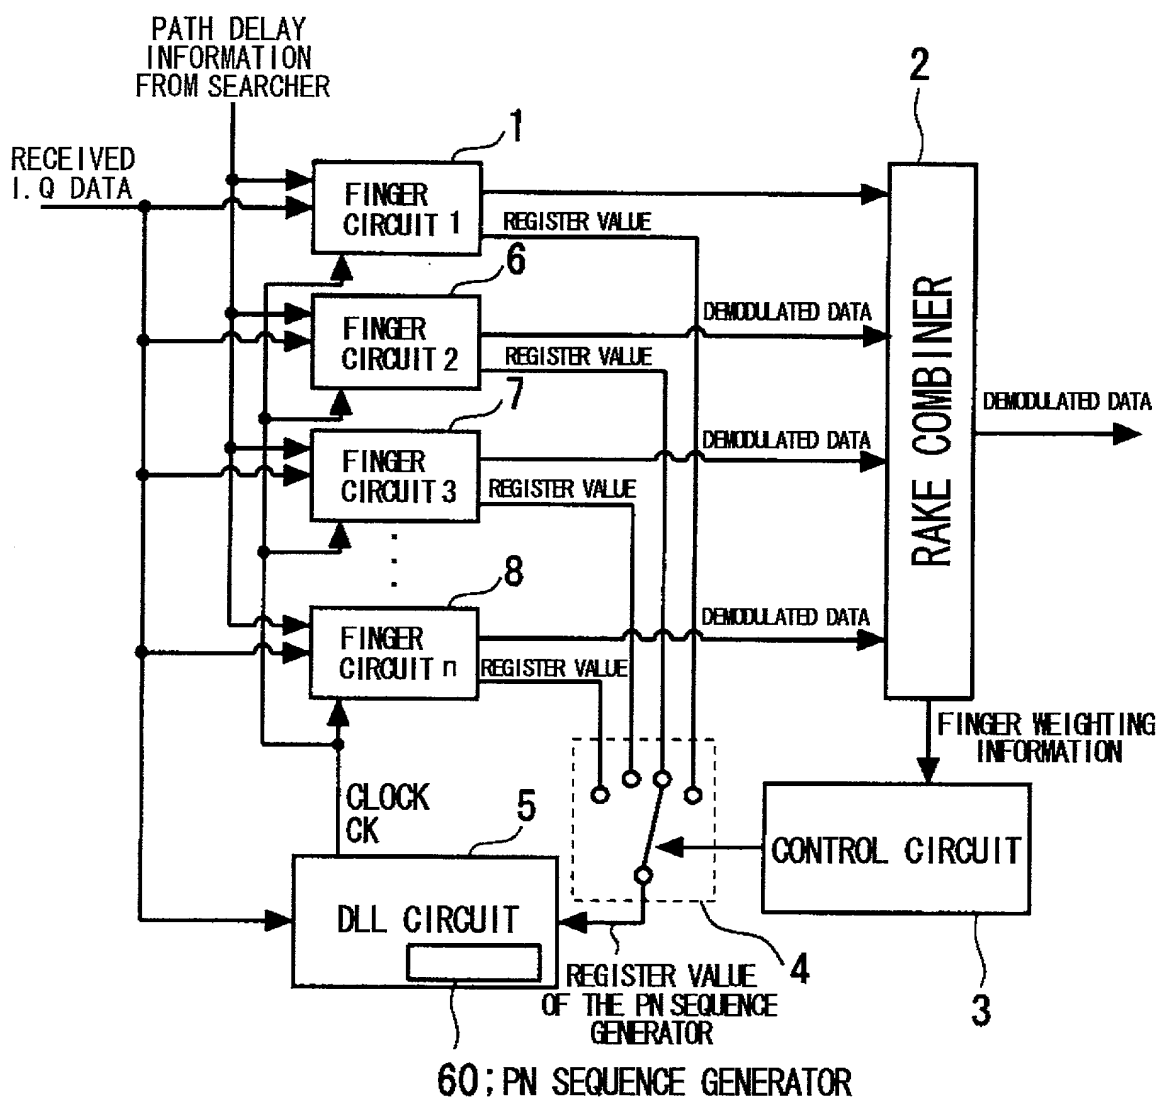 PATH DELAY
INFORMATION
FROM SEARCHER
RECEIVED
I.Q DATA
1
2
FINGER
CIRCUIT 1
REGISTER VALUE
6
FINGER
CIRCUIT 2
DEMODULATED DATA
REGISTER VALUE
7
FINGER
CIRCUIT 3
DEMODULATED DATA
REGISTER VALUE
8
FINGER
CIRCUIT n
DEMODULATED DATA
REGISTER VALUE
RAKE COMBINER
DEMODULATED DATA
FINGER WEIGHTING
INFORMATION
CLOCK
CK
5
DLL CIRCUIT
CONTROL CIRCUIT
4
3
REGISTER VALUE
OF THE PN SEQUENCE
GENERATOR
60;PN SEQUENCE GENERATOR